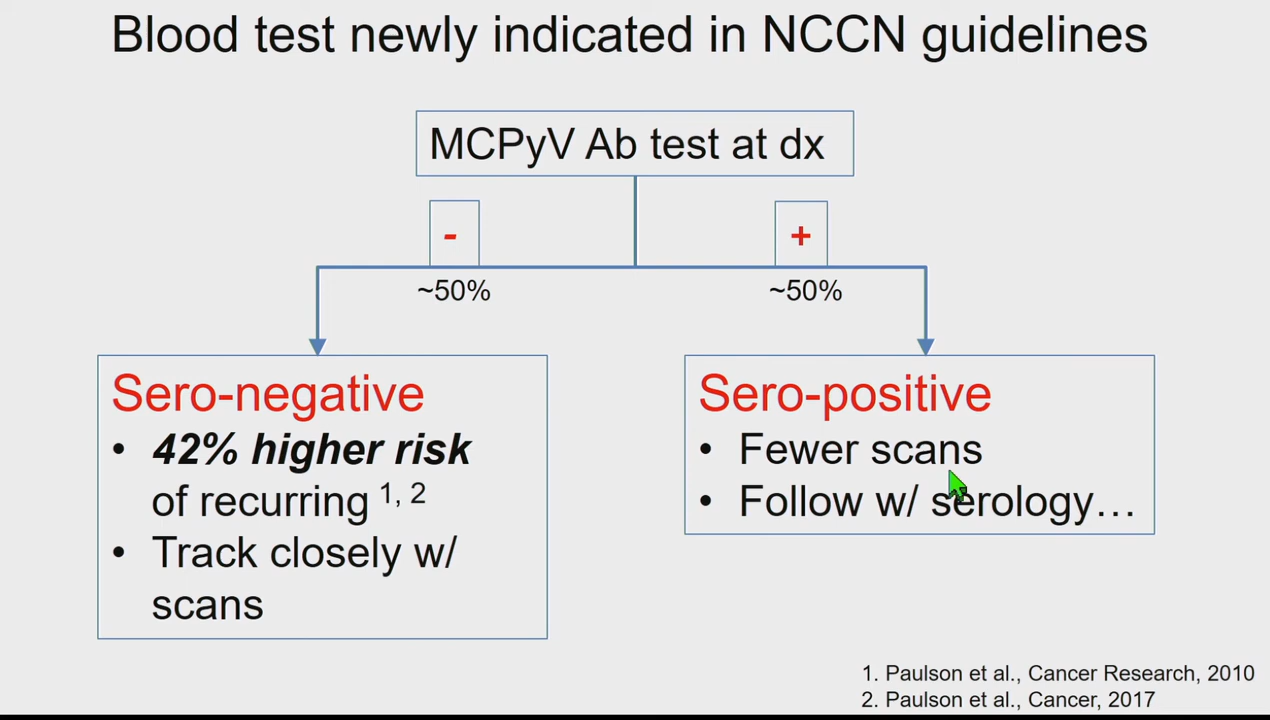 Blood test newly indicated in NCCN guidelines
MCPyV Ab test at dx
-
+
~50%
~50%
Sero-negative
• 42% higher risk
of recurring 1, 2
• Track closely w/
scans
Sero-positive
• Fewer scans
• Follow w/ serology…
1. Paulson et al., Cancer Research, 2010
2. Paulson et al., Cancer, 2017